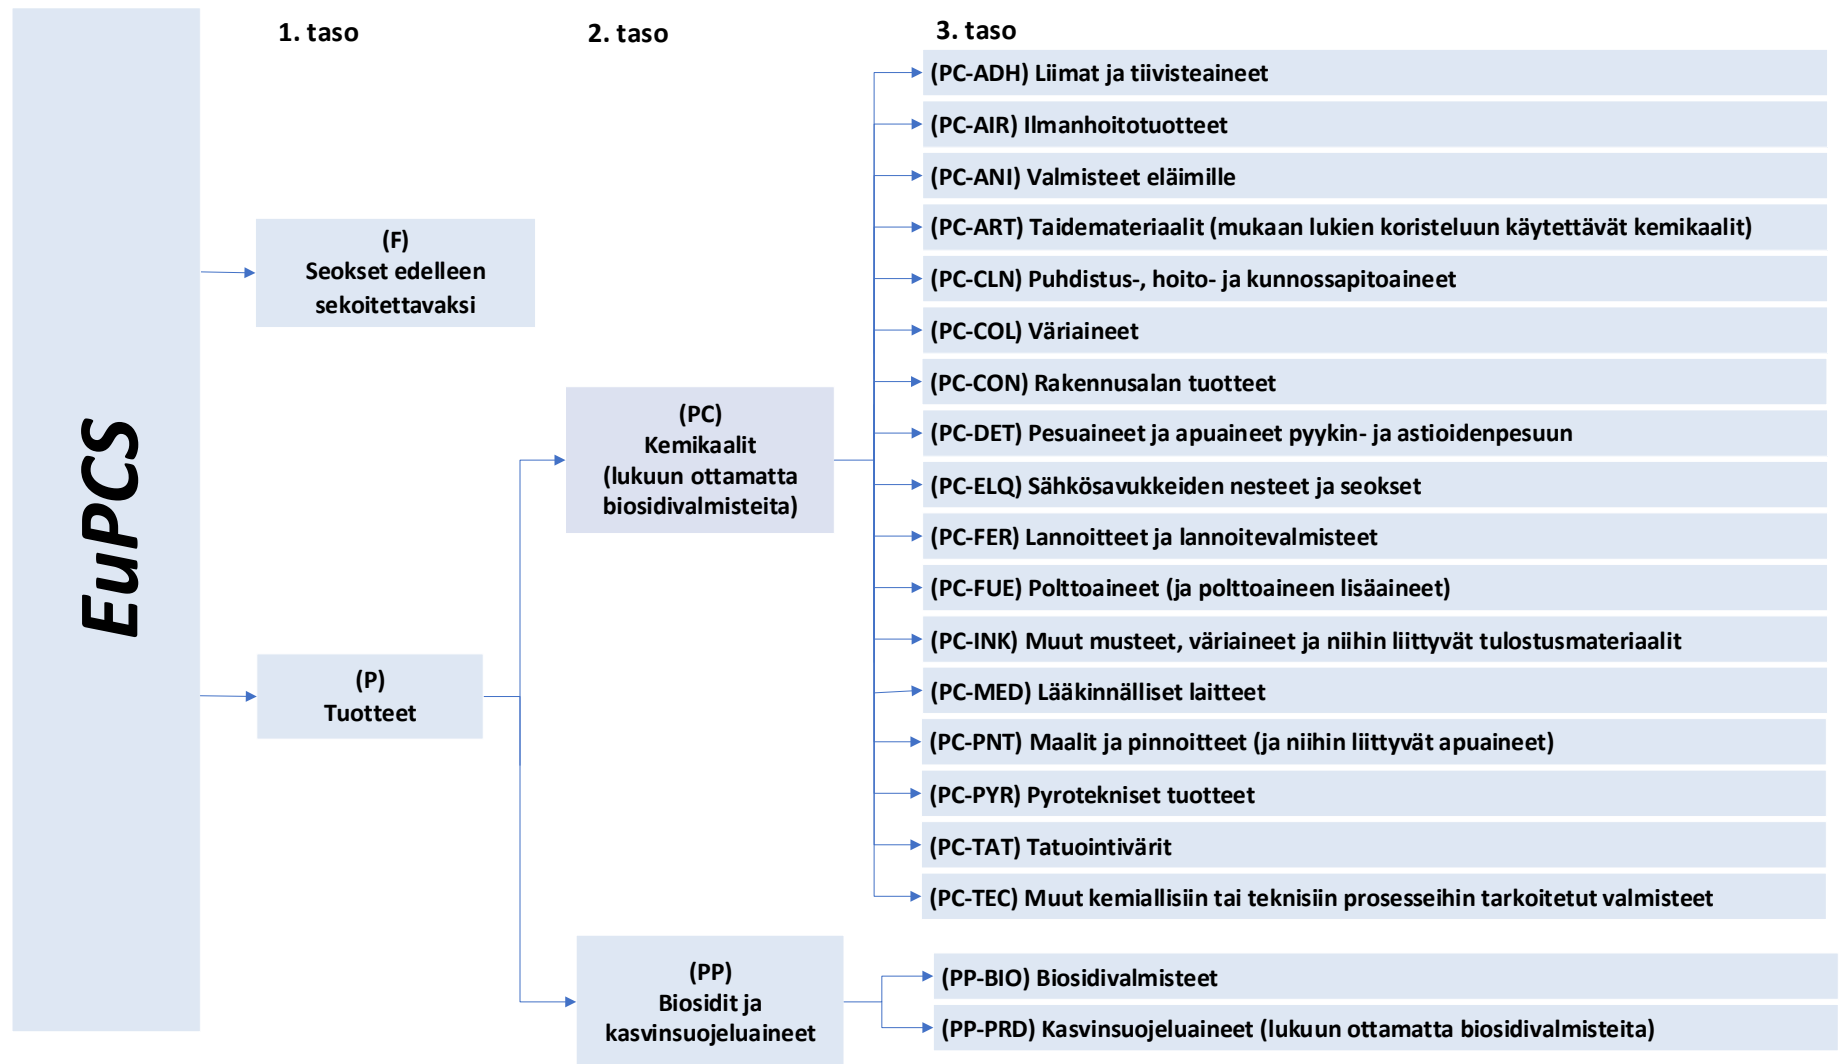 EuPCS
1. taso
2. taso
3. taso
(F)
Seokset edelleen
sekoitettavaksi
(P)
Tuotteet
(PC)
Kemikaalit
(lukuun ottamatta
biosidivalmisteita)
(PP)
Biosidit ja
kasvinsuojeluaineet
(PC-ADH) Liimat ja tiivisteaineet
(PC-AIR) Ilmanhoitotuotteet
(PC-ANI) Valmisteet eläimille
(PC-ART) Taidemateriaalit (mukaan lukien koristeluun käytettävät kemikaalit)
(PC-CLN) Puhdistus-, hoito- ja kunnossapitoaineet
(PC-COL) Väriaineet
(PC-CON) Rakennusalan tuotteet
(PC-DET) Pesuaineet ja apuaineet pyykin- ja astioidenpesuun
(PC-ELQ) Sähkösavukkeiden nesteet ja seokset
(PC-FER) Lannoitteet ja lannoitevalmisteet
(PC-FUE) Polttoaineet (ja polttoaineen lisäaineet)
(PC-INK) Muut musteet, väriaineet ja niihin liittyvät tulostusmateriaalit
(PC-MED) Lääkinnälliset laitteet
(PC-PNT) Maalit ja pinnoitteet (ja niihin liittyvät apuaineet)
(PC-PYR) Pyrotekniset tuotteet
(PC-TAT) Tatuointivärit
(PC-TEC) Muut kemiallisiin tai teknisiin prosesseihin tarkoitetut valmisteet
(PP-BIO) Biosidivalmisteet
(PP-PRD) Kasvinsuojeluaineet (lukuun ottamatta biosidivalmisteita)